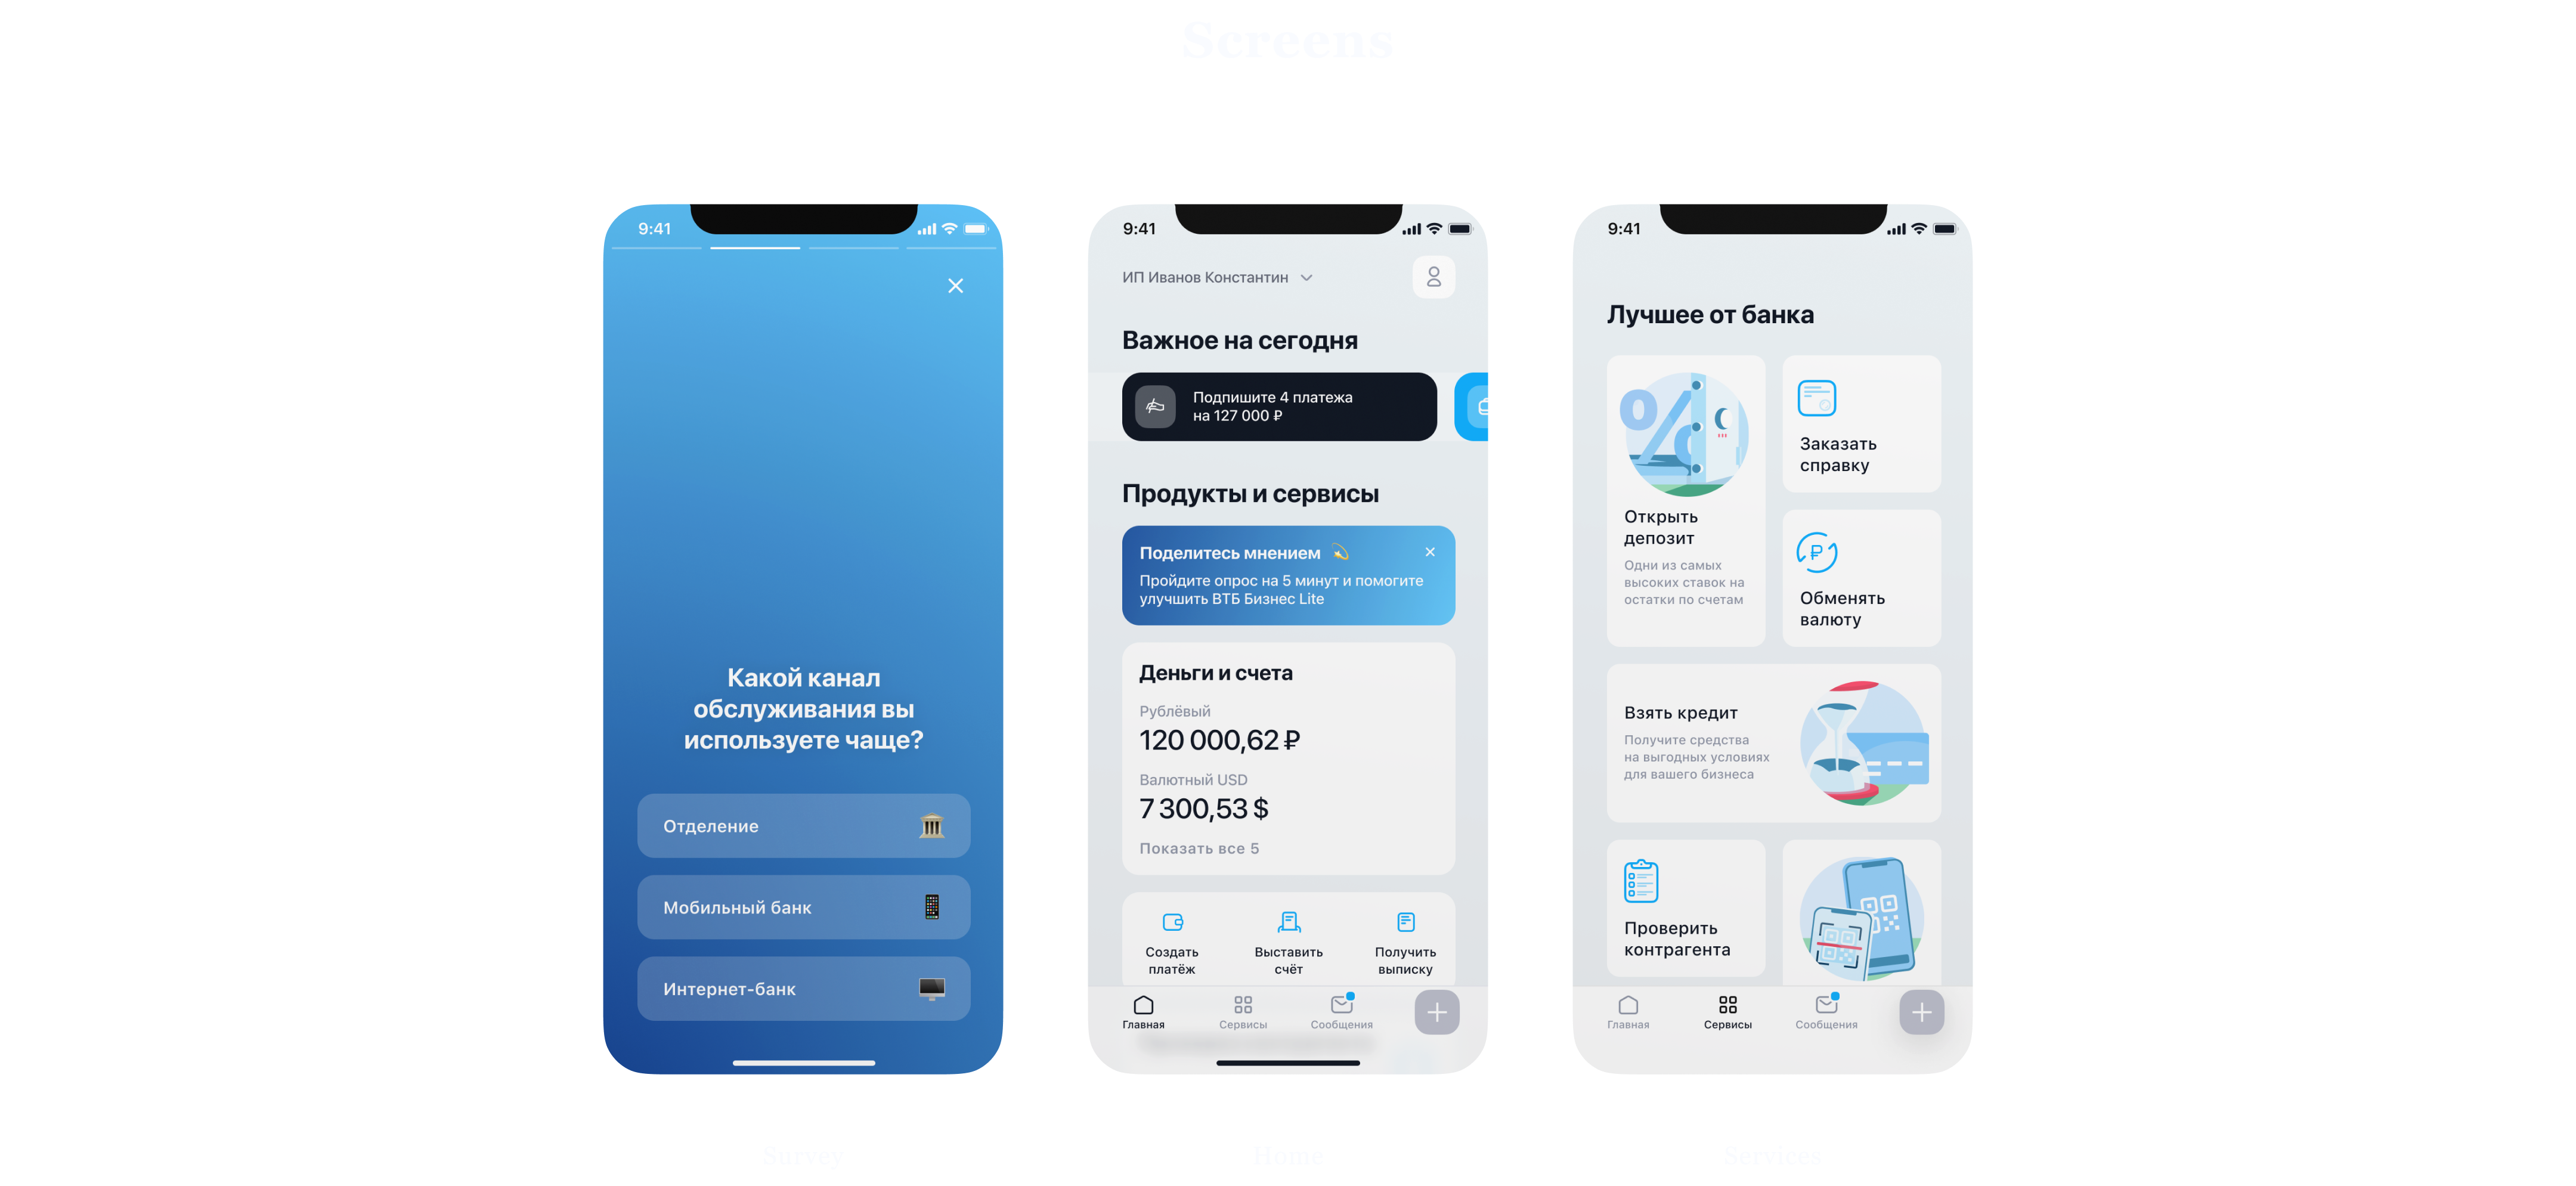 Screens
9:41
Какой канал
обслуживания вы
используете чаще?
Отделение
Мобильный банк
Интернет-банк
Survey
9:41
ИП Иванов Константин
Важное на сегодня
Подпишите 4 платежа
на 127 000 ₽
Продукты и сервисы
Поделитесь мнением 💫
Пройдите опрос на 5 минут и помогите
улучшить ВТБ Бизнес Lite
Деньги и счета
Рублёвый
120 000,62 ₽
Валютный USD
7 300,53 $
Показать все 5
Создать
платёж
Выставить
счёт
Получить
выписку
Главная
Сервисы
Сообщения
Home
9:41
Лучшее от банка
%
Открыть
депозит
Одни из самых
высоких ставок на
остатки по счетам
Заказать
справку
₽
Обменять
валюту
Взять кредит
Получите средства
на выгодных условиях
для вашего бизнеса
Проверить
контрагента
Главная
Сервисы
Сообщения
Services